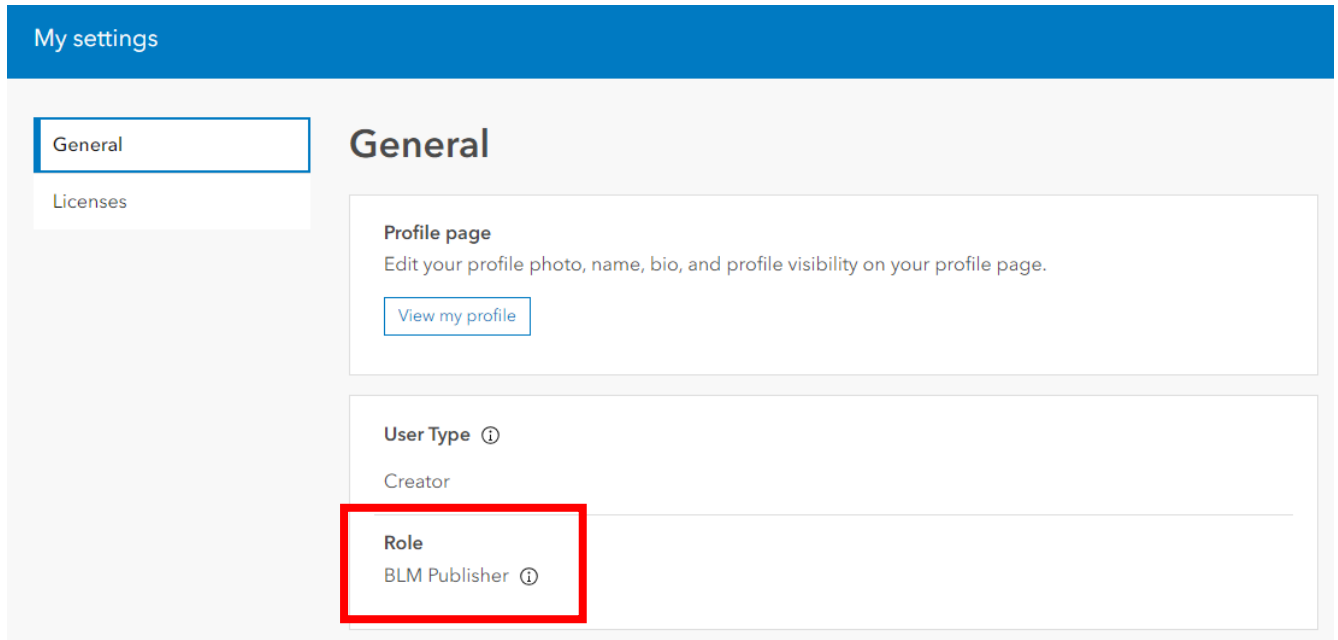 My settings
General
Licenses
General
Profile page
Edit your profile photo, name, bio, and profile visibility on your profile page.
View my profile
User Type
Creator
Role
BLM Publisher